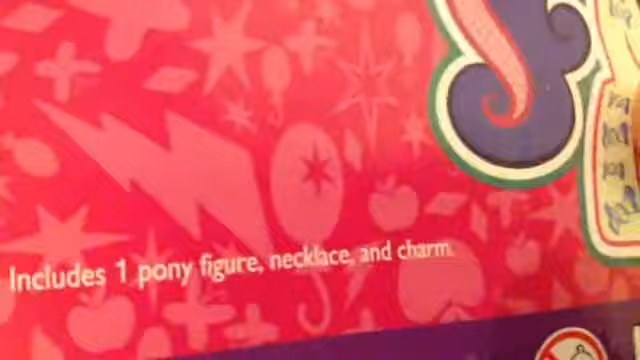 Includes 1 pony figure, necklace, and charm.